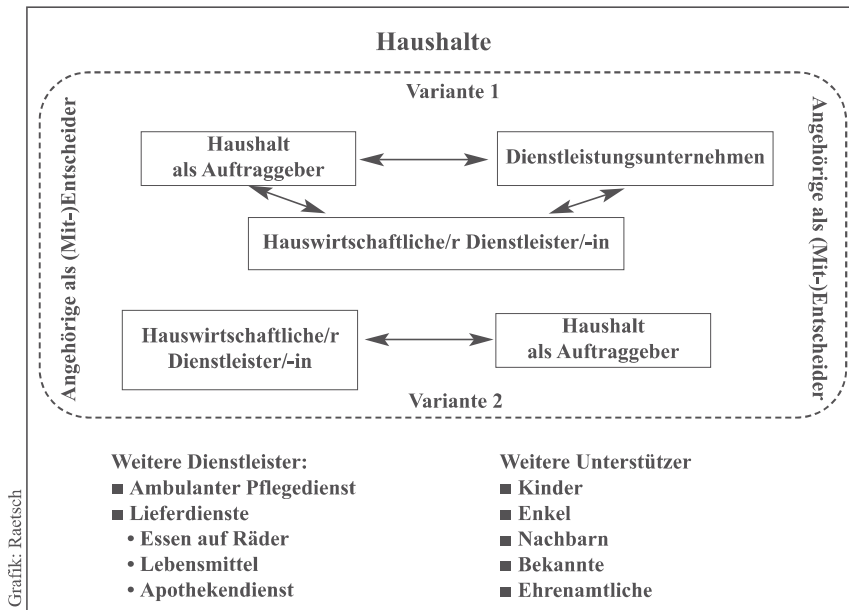 Haushalte
Variante 1
Angehörige als (Mit-)Entscheider
Haushalt
als Auftraggeber
Dienstleistungsunternehmen
Hauswirtschaftliche/r Dienstleister/-in
Hauswirtschaftliche/r
Dienstleister/-in
Haushalt
als Auftraggeber
Variante 2
Angehörige als (Mit-)Entscheider
Weitere Dienstleister:
■ Ambulanter Pflegedienst
■ Lieferdienste
• Essen auf Räder
• Lebensmittel
• Apothekendienst
Weitere Unterstützer
■ Kinder
■ Enkel
■ Nachbarn
■ Bekannte
■ Ehrenamtliche
Grafik: Raetsch